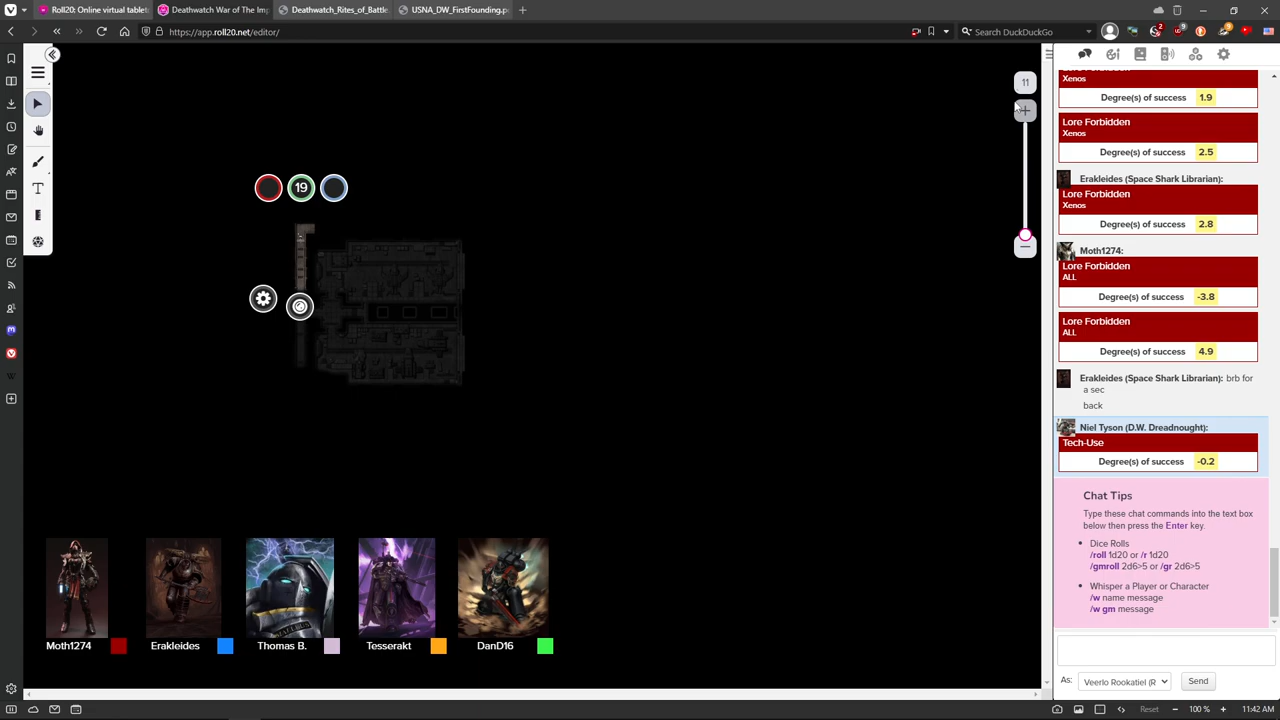 Roll20: Online virtual tablet
Deathwatch War of The Imp
Deathwatch_Rites_of_Battle.
USNA_DW_FirstFounding.p
https://app.roll20.net/editor/
Search DuckDuckGo
11
19
Xenos
Degree(s) of success 1.9
Lore Forbidden
Xenos
Degree(s) of success 2.5
Erakleides (Space Shark Librarian):
Lore Forbidden
Xenos
Degree(s) of success 2.8
Moth1274:
Lore Forbidden
ALL
Degree(s) of success -3.8
Lore Forbidden
ALL
Degree(s) of success 4.9
Erakleides (Space Shark Librarian): brb for
a sec
back
Niel Tyson (D.W. Dreadnought):
Tech-Use
Degree(s) of success -0.2
Chat Tips
Type these chat commands into the text box
below then press the Enter key.
Dice Rolls
/roll 1d20 or /r 1d20
/gmroll 2d6>5 or /gr 2d6>5
Whisper a Player or Character
/w name message
/w gm message
As: Veerlo Rookatiel (R
Send
Moth1274
Erakleides
Thomas B.
Tesserakt
DanD16
Reset
100 %
11:42 AM